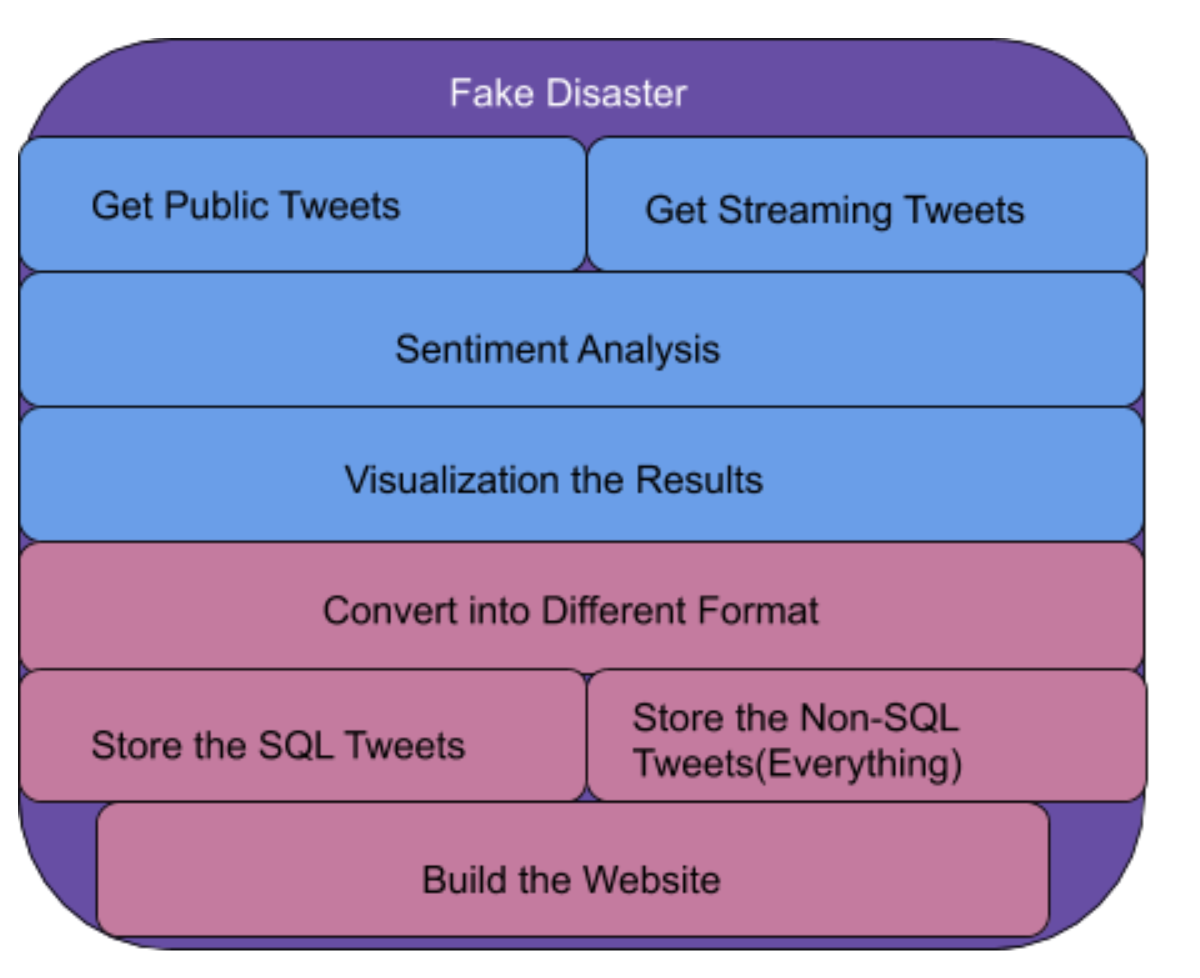 Fake Disaster
Get Public Tweets
Get Streaming Tweets
Sentiment Analysis
Visualization the Results
Convert into Different Format
Store the SQL Tweets
Store the Non-SQL
Tweets(Everything)
Build the Website